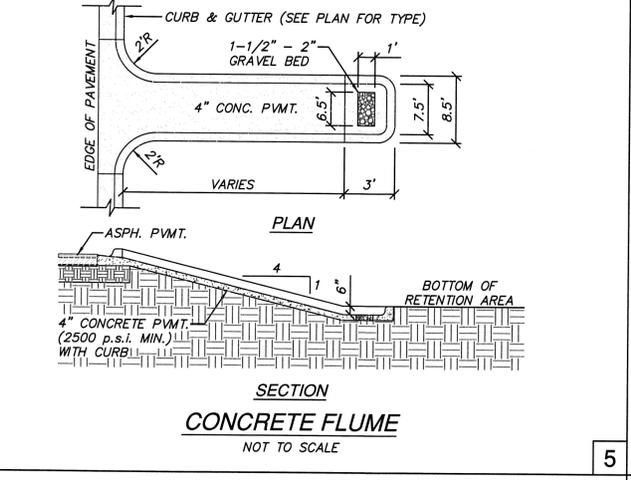 CURB & GUTTER (SEE PLAN FOR TYPE)
2'R
1-1/2" - 2"
GRAVEL BED
1'
EDGE OF PAVEMENT
4" CONC. PVMT.
6.5'
7.5'
8.5'
2'R
VARIES
3'
PLAN
ASPH. PVMT.
4
1
6"
BOTTOM OF
RETENTION AREA
4" CONCRETE PVMT.
(2500 p.s.i. MIN.)
WITH CURB
SECTION
CONCRETE FLUME
NOT TO SCALE
5